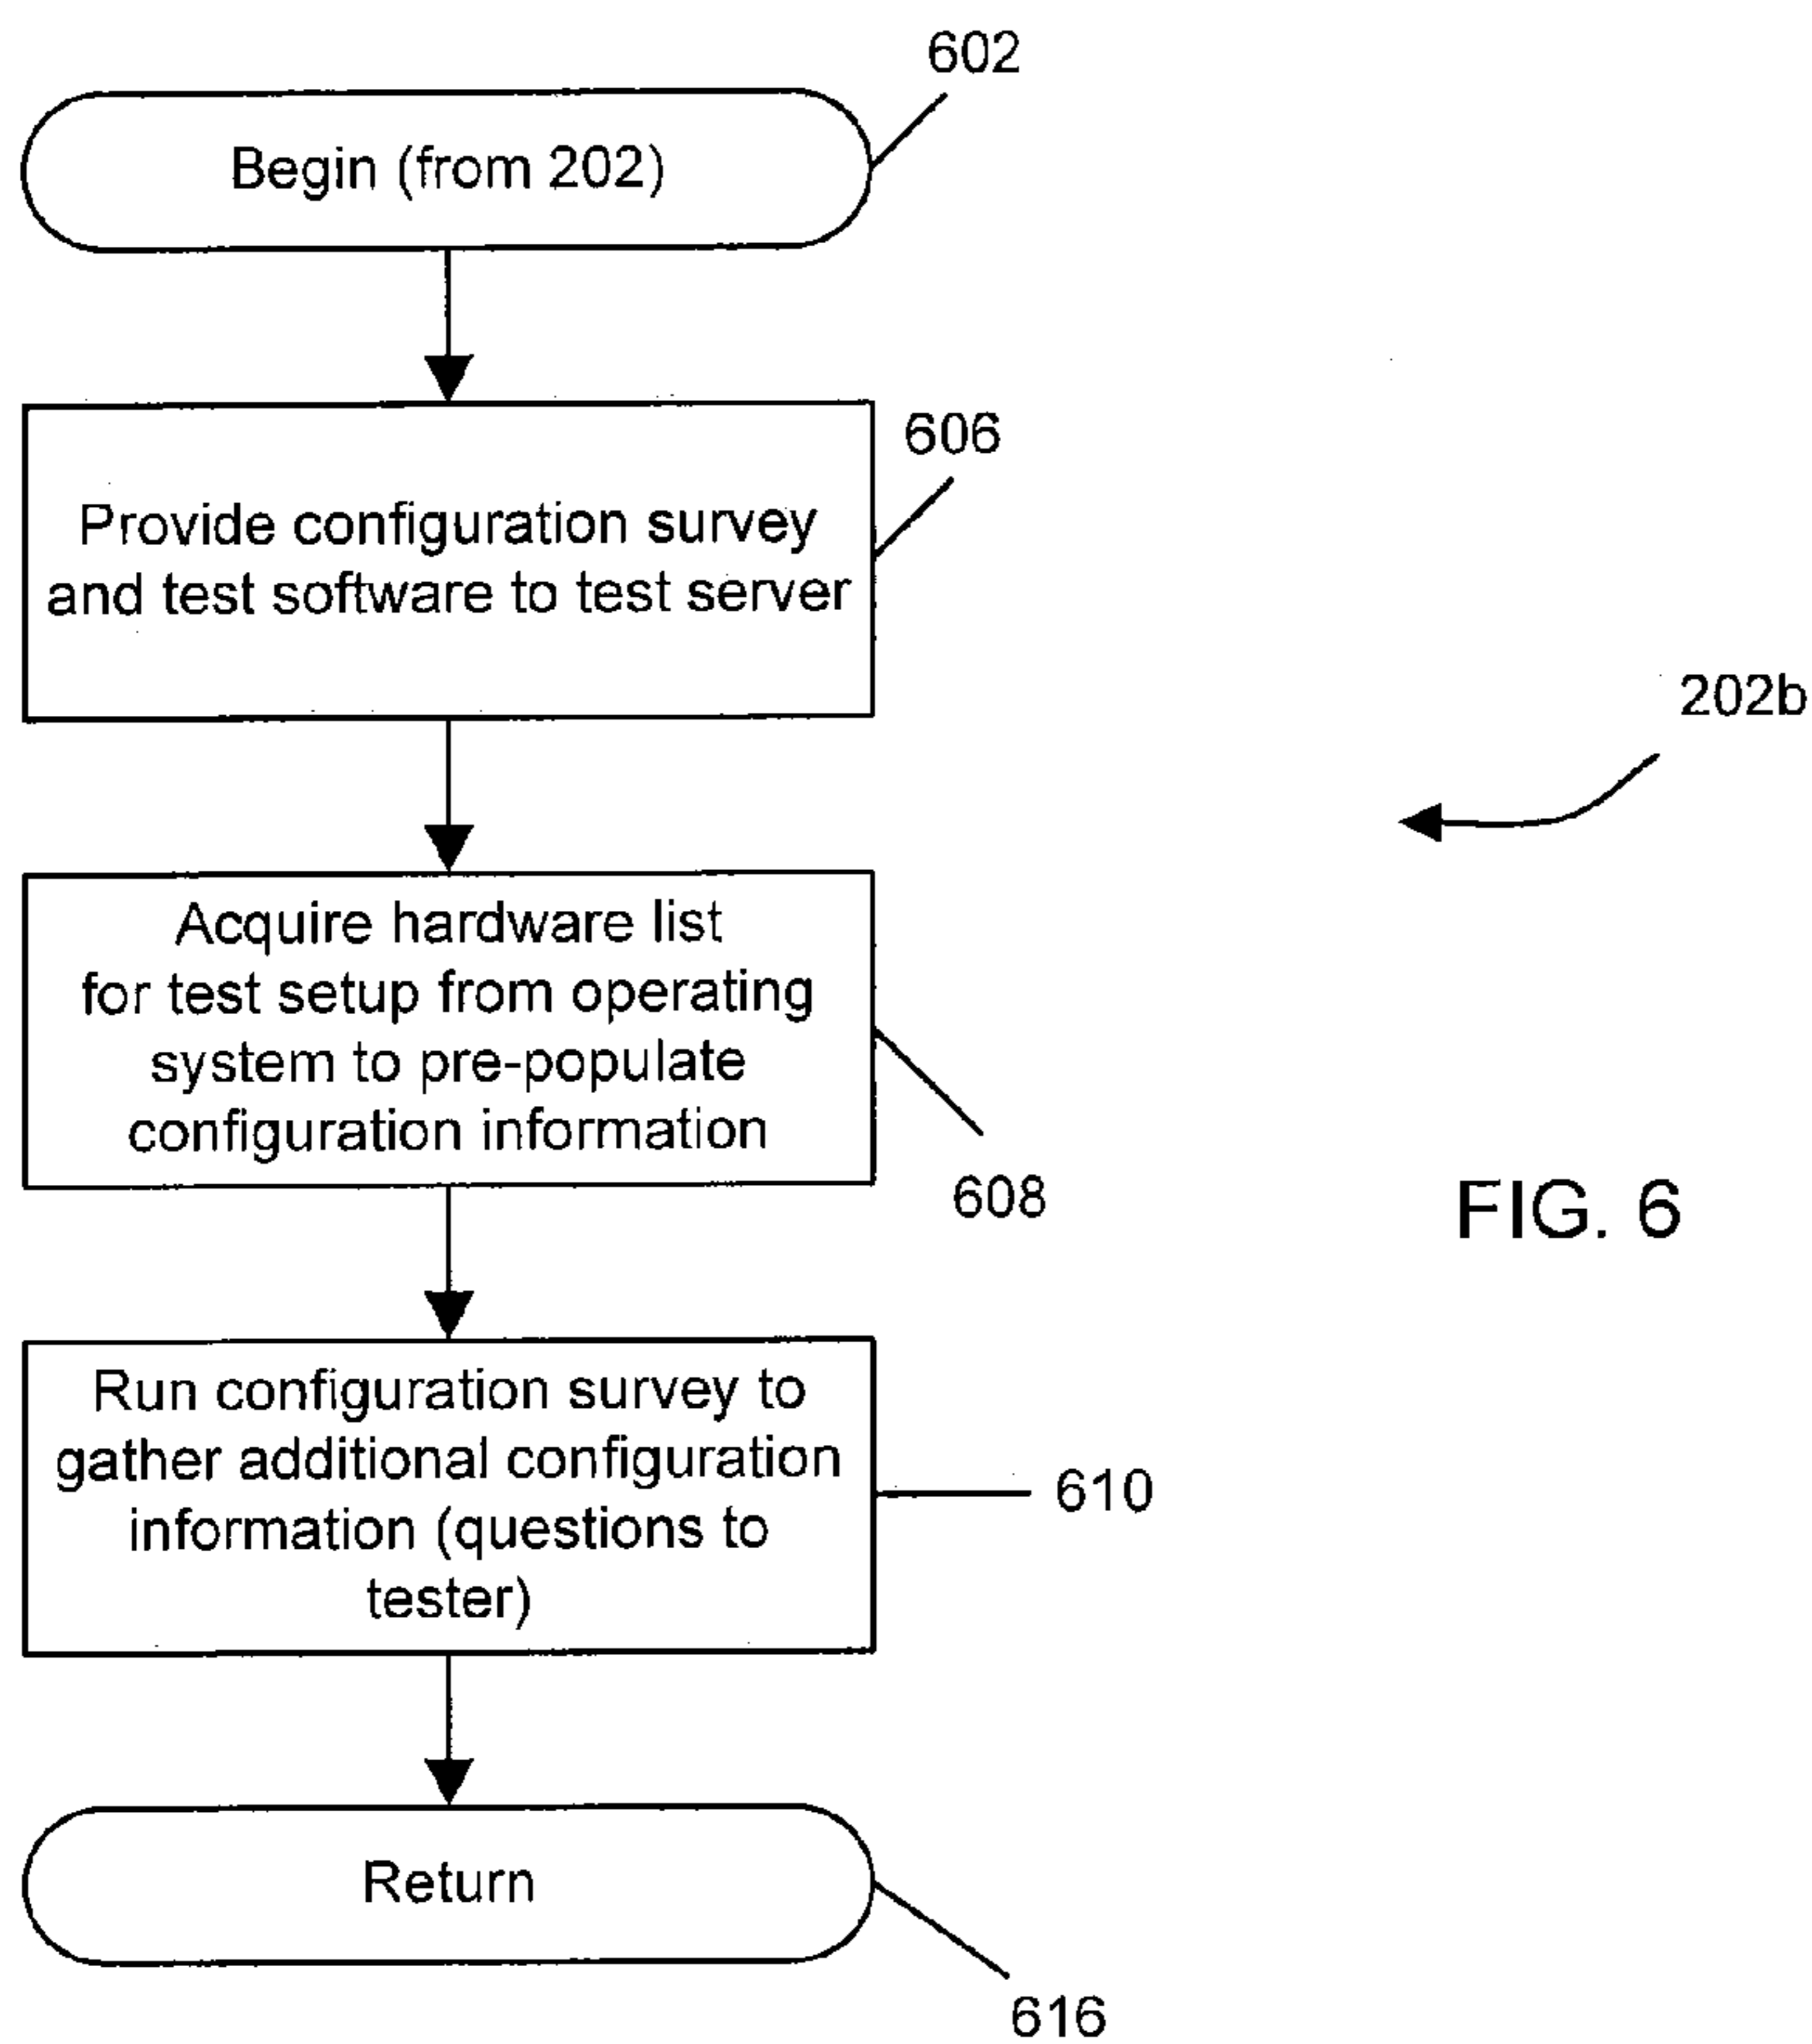 602
Begin (from 202)
606
Provide configuration survey
and test software to test server
202b
Acquire hardware list
for test setup from operating
system to pre-populate
configuration information
608
FIG. 6
Run configuration survey to
gather additional configuration
information (questions to
tester)
610
Return
616